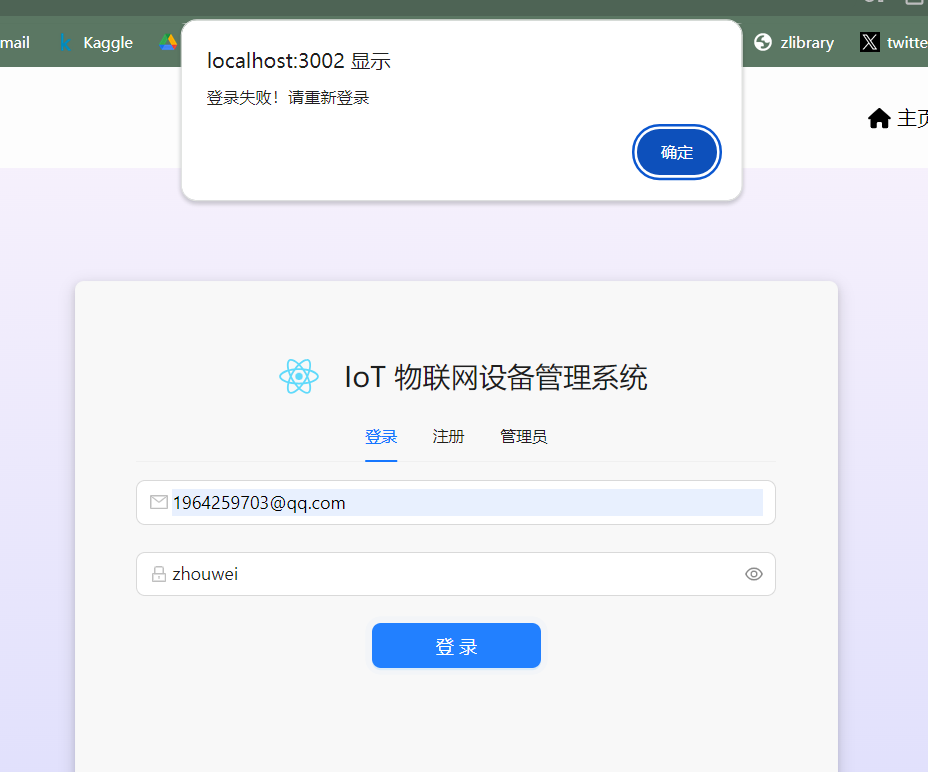 mail Kaggle zlibrary twitte
localhost:3002 显示
登录失败！请重新登录
确定
主页
IoT 物联网设备管理系统
登录 注册 管理员
1964259703@qq.com
zhouwei
登 录